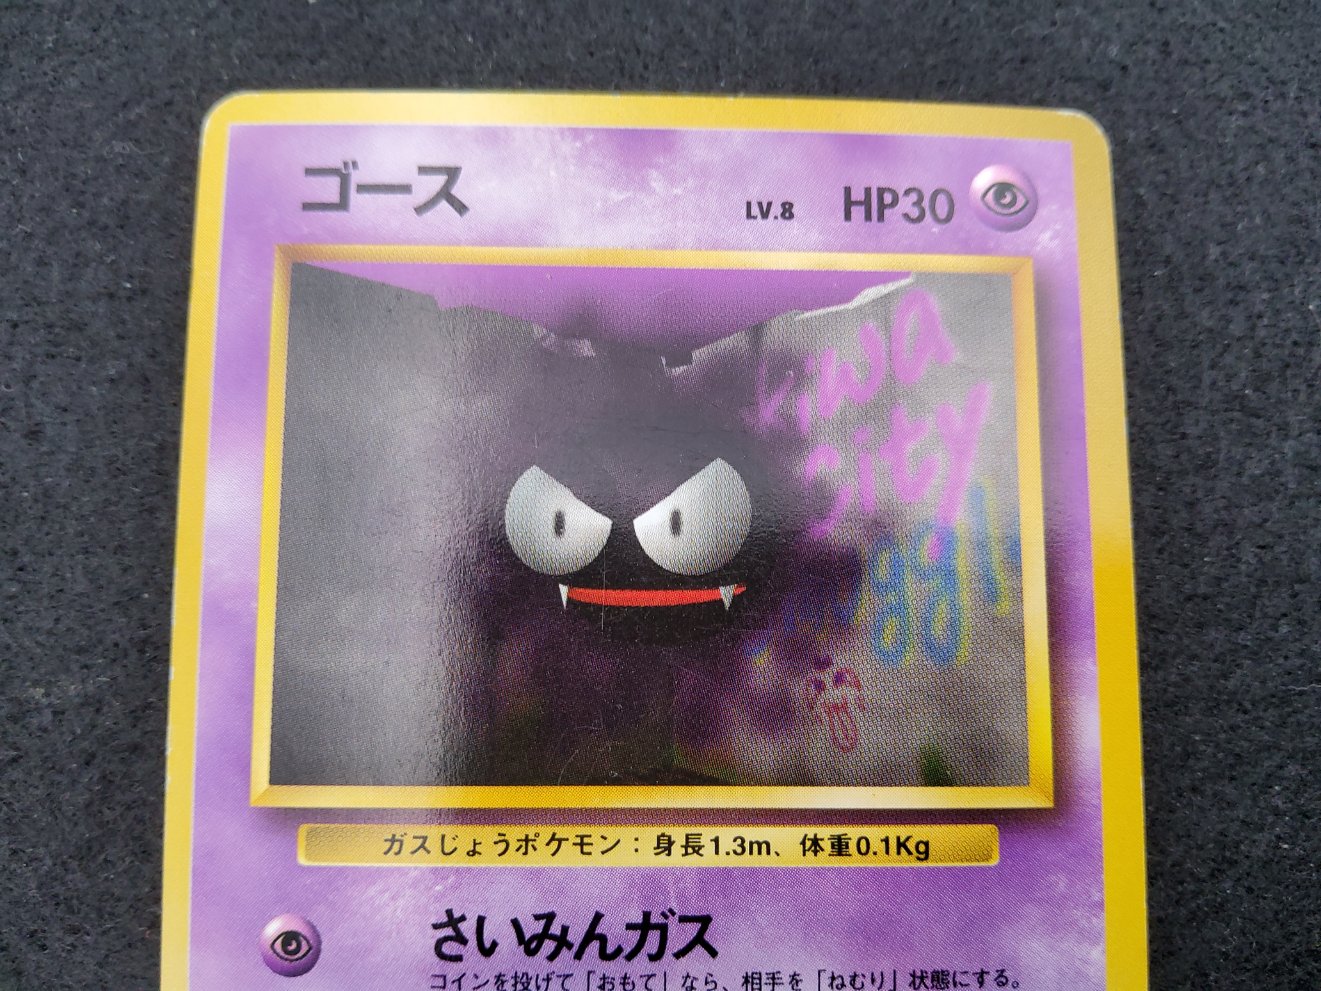 ゴース LV.8 HP30
kiwa
city
ggl
ガスじょうポケモン：身長1.3m、体重0.1Kg
さいみんガス
コインを投げて「おもて」なら、相手を「ねむり」状態にする。